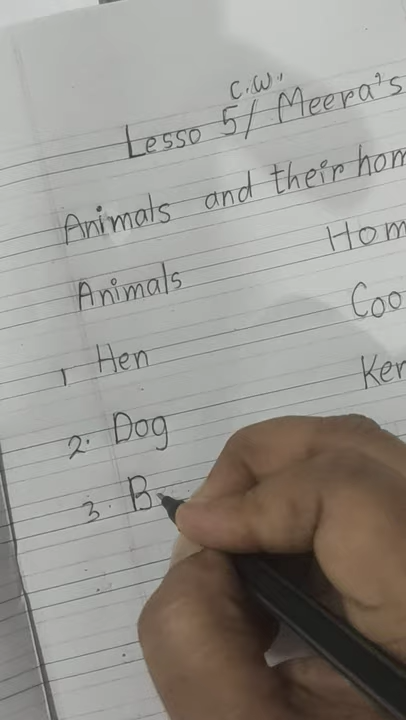 C.W.
Lesso 5/ Meera's
Animals and their hom
Animals Hom
1, Hen Coo
2. Dog Ker
3. B